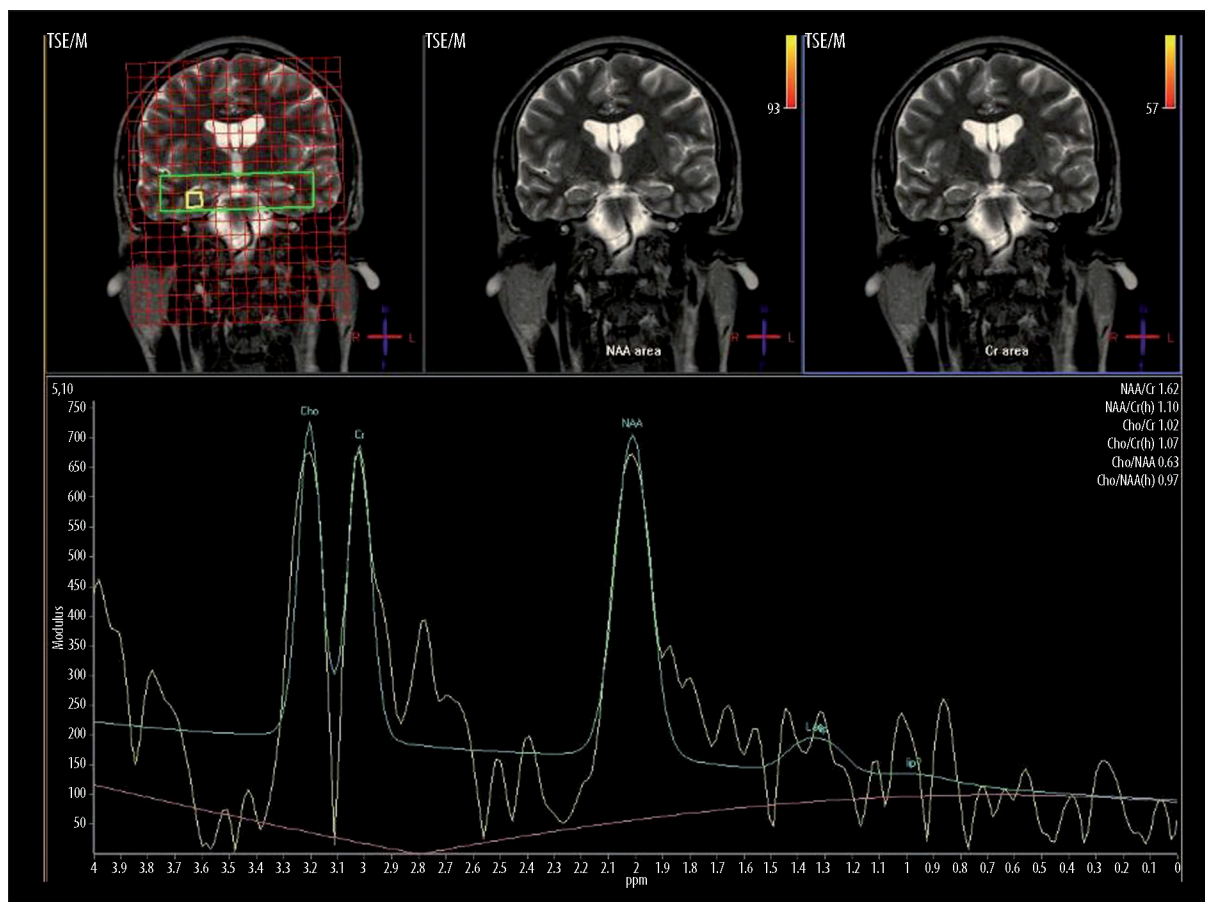 TSE/M
TSE/M
TSE/M
93
57
R L
R L
R L
NAA area
Cr area
5,10
NAA/Cr 1.62
NAA/Cr(h) 1.10
Cho/Cr 1.02
Cho/Cr(h) 1.07
Cho/NAA 0.63
Cho/NAA(h) 0.97
750
700
650
600
550
500
450
400
350
300
250
200
150
100
50
Modulus
Cho
Cr
NAA
4 3.9 3.8 3.7 3.6 3.5 3.4 3.3 3.2 3.1 3 2.9 2.8 2.7 2.6 2.5 2.4 2.3 2.2 2.1 2 1.9 1.8 1.7 1.6 1.5 1.4 1.3 1.2 1.1 1 0.9 0.8 0.7 0.6 0.5 0.4 0.3 0.2 0.1 0
ppm